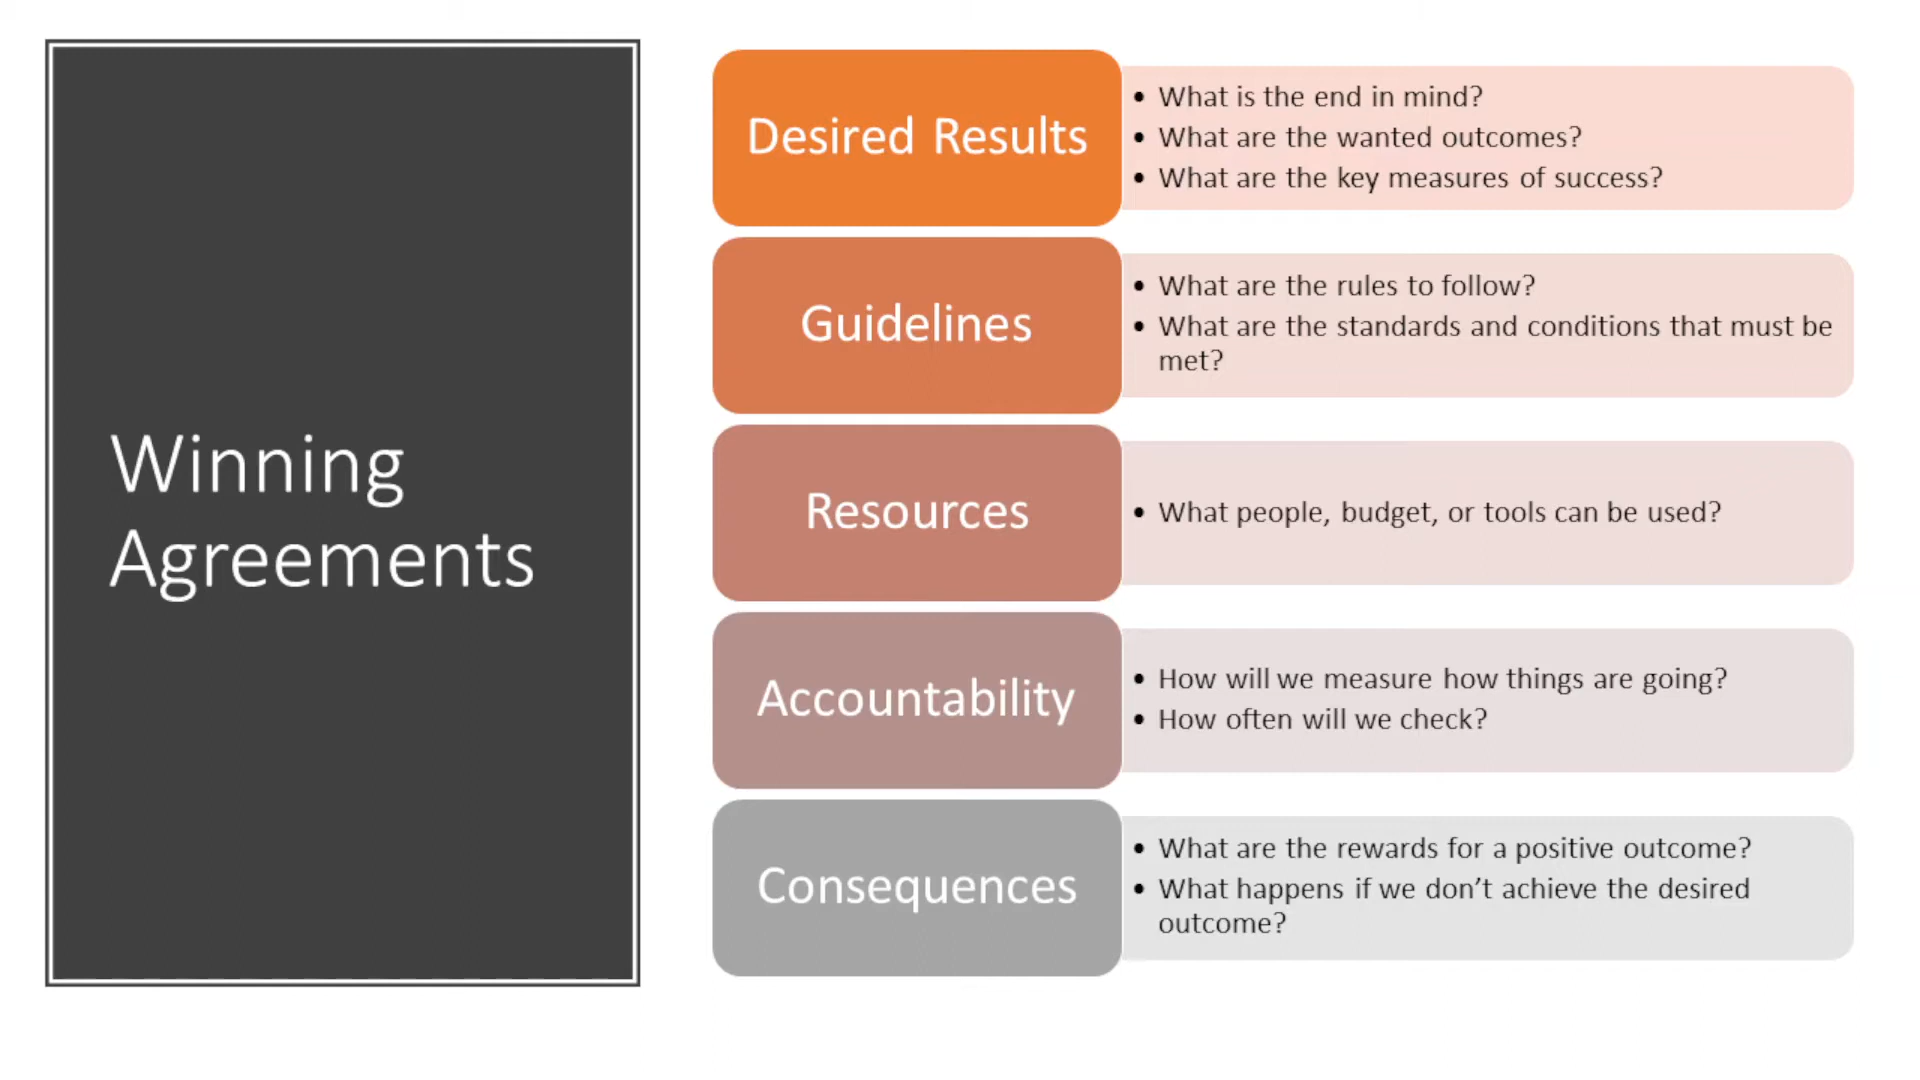 Winning
Agreements
Desired Results
• What is the end in mind?
• What are the wanted outcomes?
• What are the key measures of success?
Guidelines
• What are the rules to follow?
• What are the standards and conditions that must be
met?
Resources
• What people, budget, or tools can be used?
Accountability
• How will we measure how things are going?
• How often will we check?
Consequences
• What are the rewards for a positive outcome?
• What happens if we don’t achieve the desired
outcome?